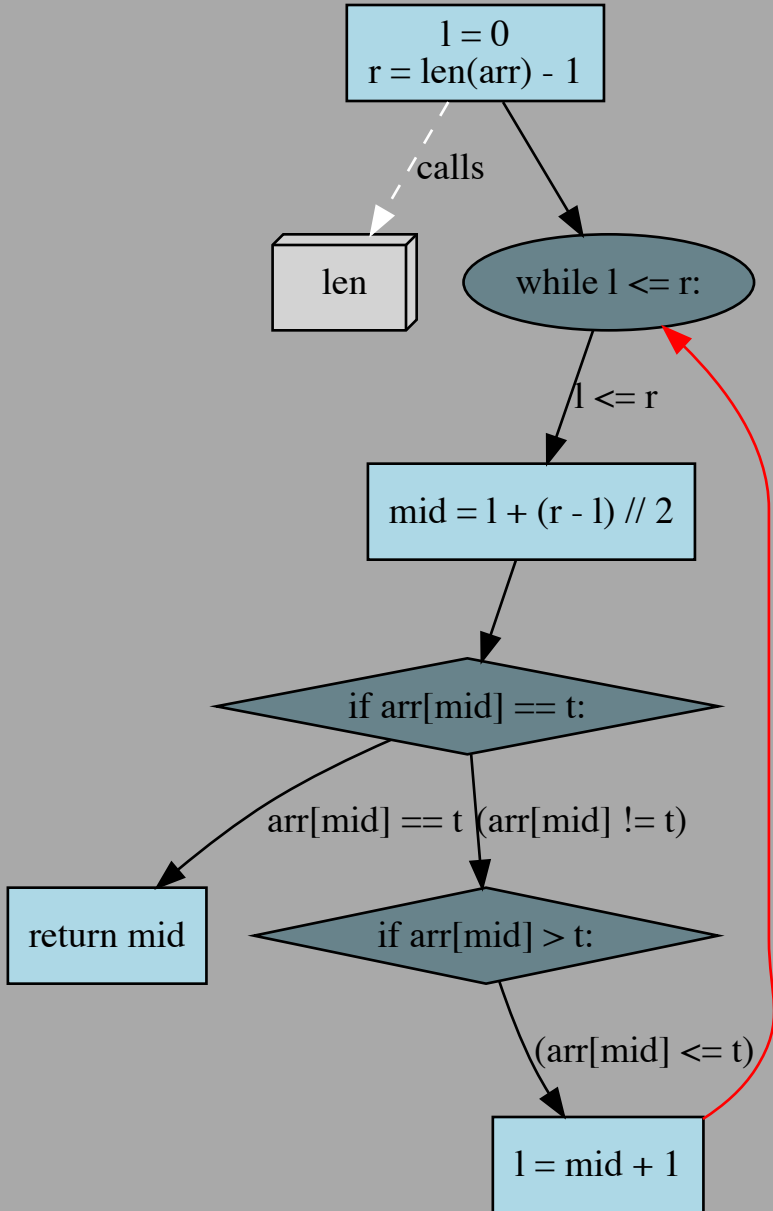 l = 0
r = len(arr) - 1
calls
len
while l <= r:
l <= r
mid = l + (r - l) // 2
if arr[mid] == t:
arr[mid] == t
(arr[mid] != t)
return mid
if arr[mid] > t:
(arr[mid] <= t)
l = mid + 1